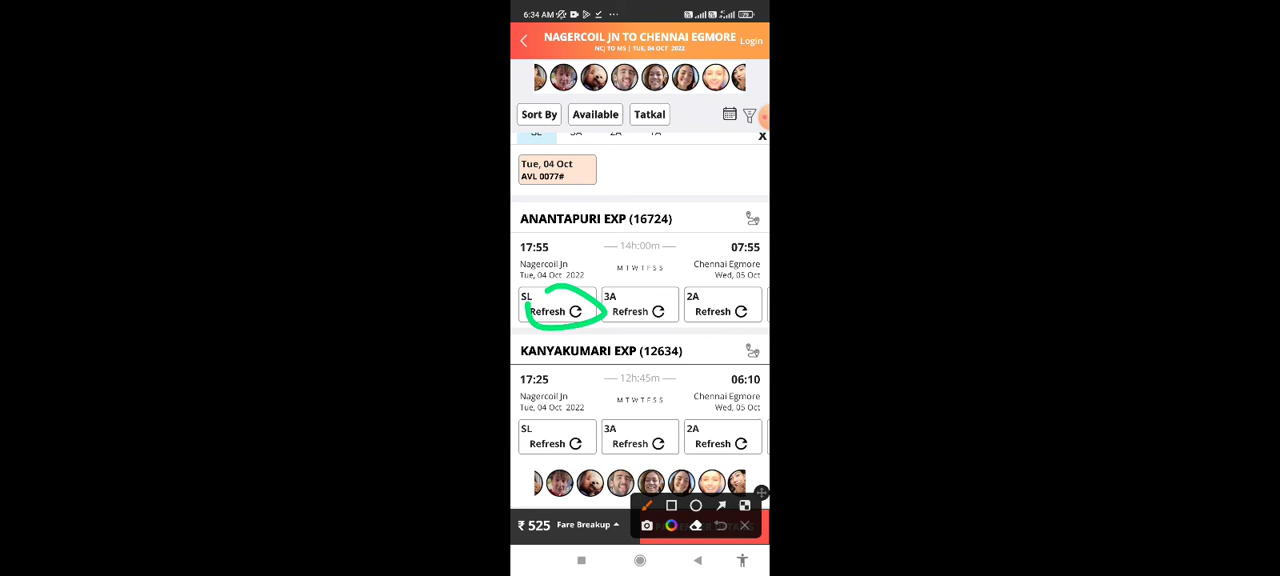 6:34 AM ...
NAGERCOIL JN TO CHENNAI EGMORE Login
NCJ TO MS | TUE, 04 OCT 2022
Sort By Available Tatkal
SL 3A 2A 1A X
Tue, 04 Oct
AVL 0077#
ANANTAPURI EXP (16724)
17:55 14h:00m 07:55
Nagercoil Jn Chennai Egmore
Tue, 04 Oct 2022 M T W T F S S Wed, 05 Oct
SL 3A 2A
Refresh Refresh Refresh
KANYAKUMARI EXP (12634)
17:25 12h:45m 06:10
Nagercoil Jn Chennai Egmore
Tue, 04 Oct 2022 M T W T F S S Wed, 05 Oct
SL 3A 2A
Refresh Refresh Refresh
₹ 525 Fare Breakup